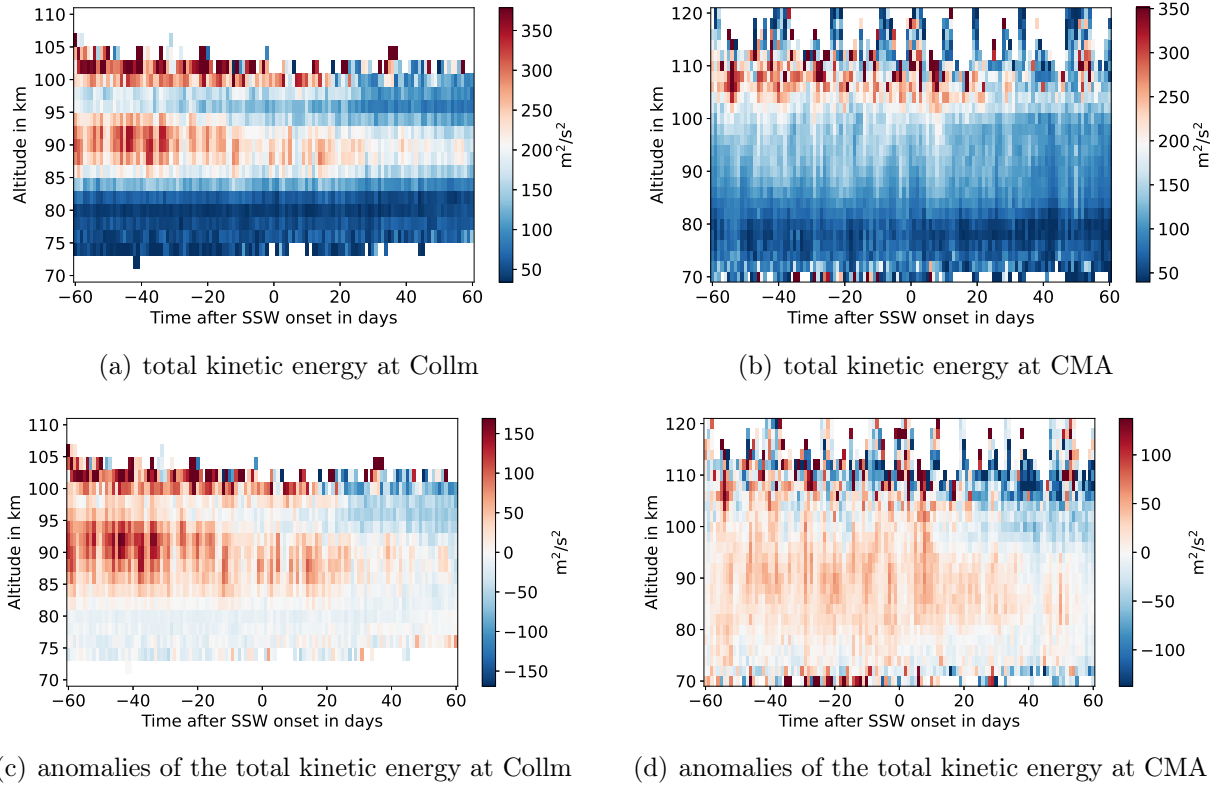 110
105
100
95
90
85
80
75
70
Altitude in km
−60 −40 −20 0 20 40 60
Time after SSW onset in days
350
300
250
200
150
100
50
m²/s²
(a) total kinetic energy at Collm
120
110
100
90
80
70
Altitude in km
−60 −40 −20 0 20 40 60
Time after SSW onset in days
350
300
250
200
150
100
50
m²/s²
(b) total kinetic energy at CMA
110
105
100
95
90
85
80
75
70
Altitude in km
−60 −40 −20 0 20 40 60
Time after SSW onset in days
150
100
50
0
−50
−100
−150
m²/s²
(c) anomalies of the total kinetic energy at Collm
120
110
100
90
80
70
Altitude in km
−60 −40 −20 0 20 40 60
Time after SSW onset in days
100
50
0
−50
−100
m²/s²
(d) anomalies of the total kinetic energy at CMA